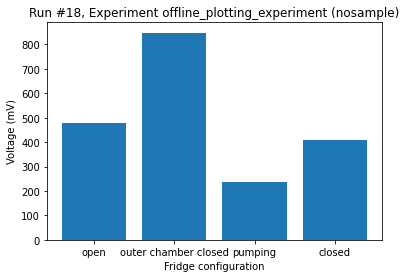 Run #18, Experiment offline_plotting_experiment (nosample)
Voltage (mV)
800
700
600
500
400
300
200
100
0
open
outer chamber closed
pumping
closed
Fridge configuration